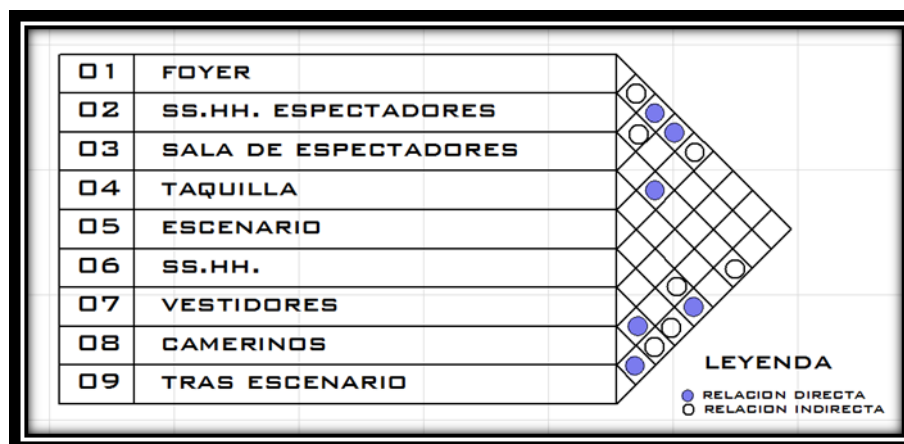 01 FOYER
02 SS.HH. ESPECTADORES
03 SALA DE ESPECTADORES
04 TAQUILLA
05 ESCENARIO
06 SS.HH.
07 VESTIDORES
08 CAMERINOS
09 TRAS ESCENARIO
LEYENDA
RELACION DIRECTA
RELACION INDIRECTA